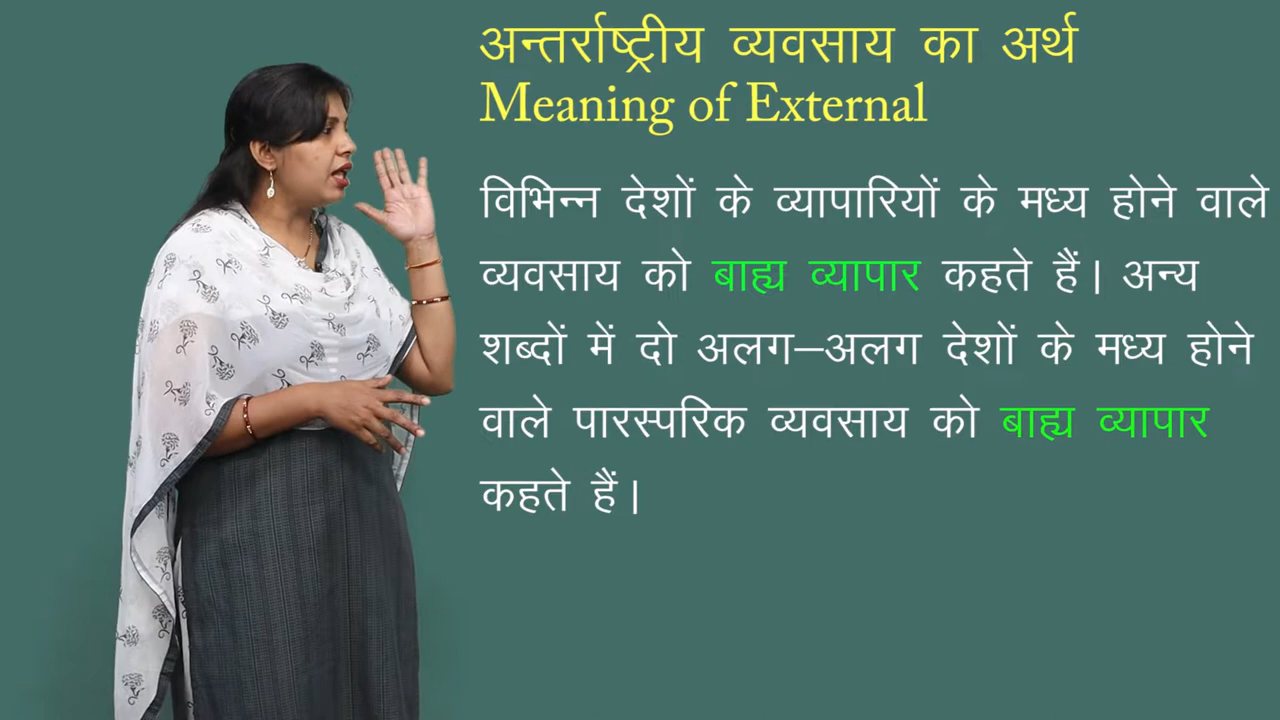 अन्तर्राष्ट्रीय व्यवसाय का अर्थ
Meaning of External
विभिन्न देशों के व्यापारियों के मध्य होने वाले
व्यवसाय को बाह्य व्यापार कहते हैं। अन्य
शब्दों में दो अलग–अलग देशों के मध्य होने
वाले पारस्परिक व्यवसाय को बाह्य व्यापार
कहते हैं।